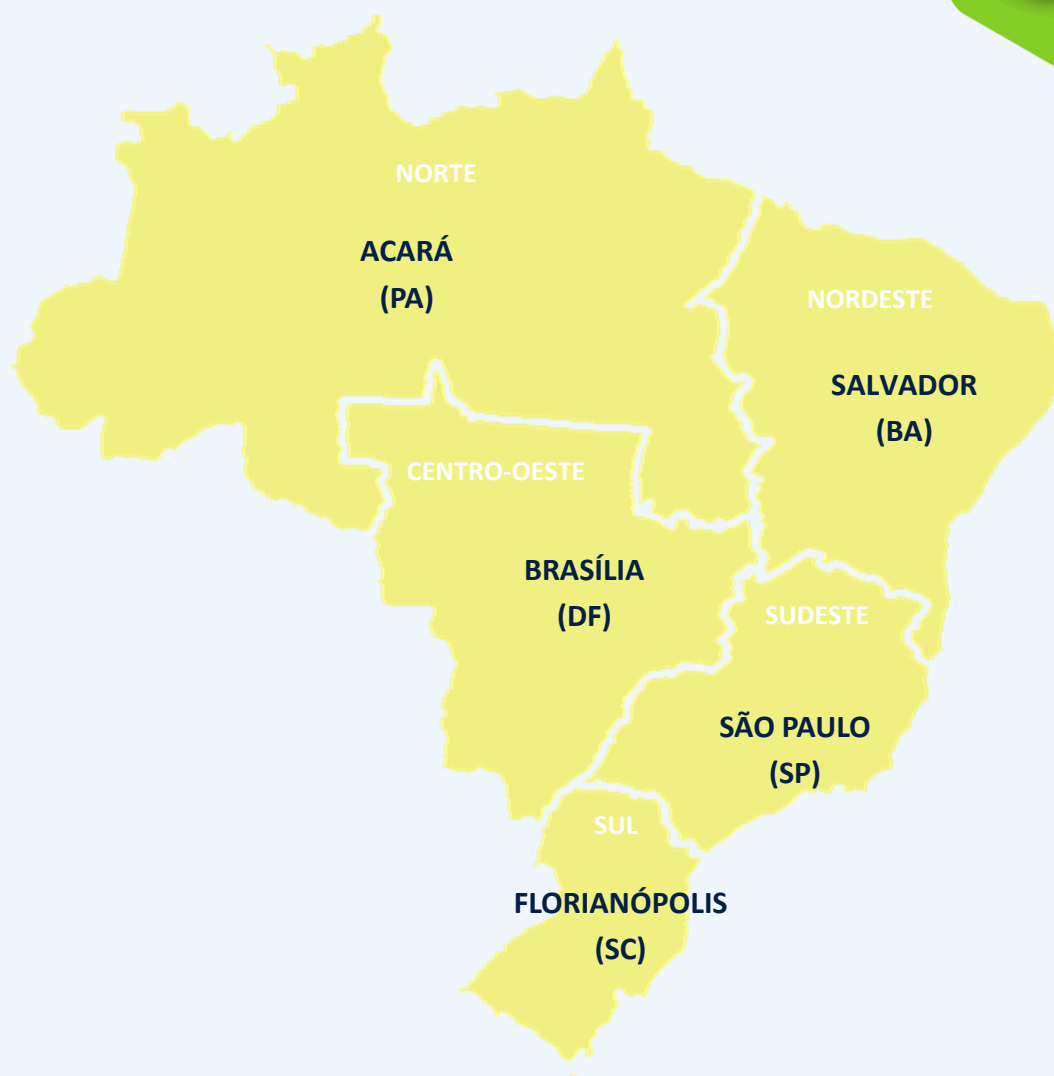 NORTE
ACARÁ
(PA)
NORDESTE
SALVADOR
(BA)
CENTRO-OESTE
BRASÍLIA
(DF)
SUDESTE
SÃO PAULO
(SP)
SUL
FLORIANÓPOLIS
(SC)